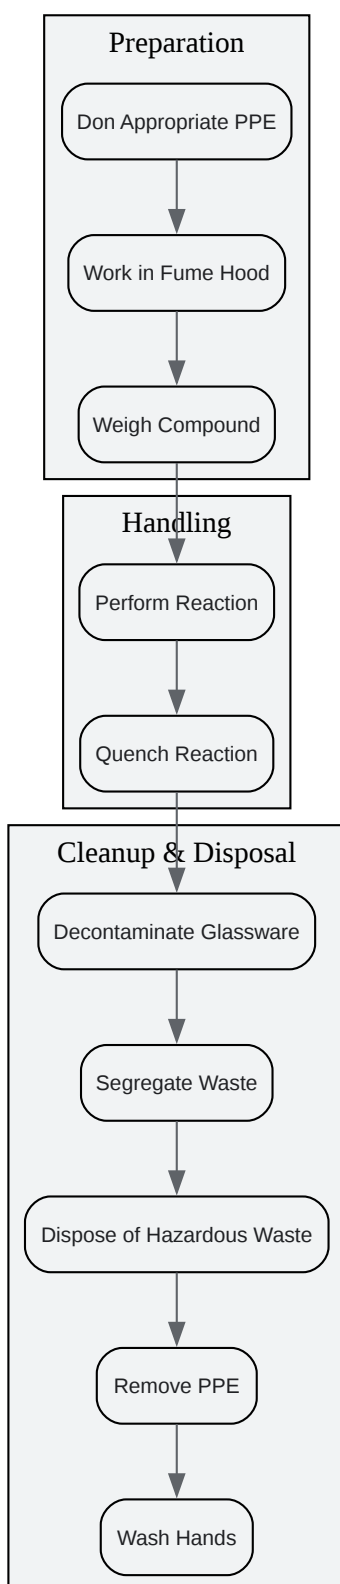 Preparation
Don Appropriate PPE
Work in Fume Hood
Weigh Compound
Handling
Perform Reaction
Quench Reaction
Cleanup & Disposal
Decontaminate Glassware
Segregate Waste
Dispose of Hazardous Waste
Remove PPE
Wash Hands